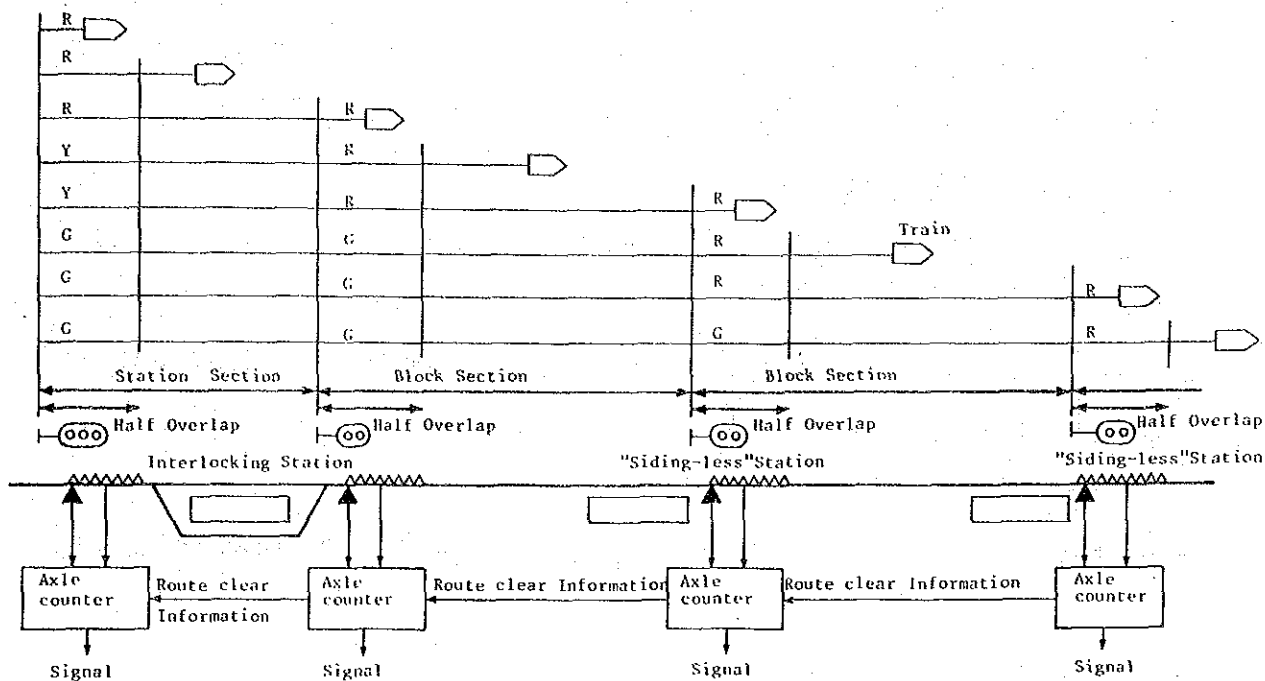 R
R
R R
Y R
Y R R
G G R Train
G G R R
G G G R
Station Section Block Section Block Section
Half Overlap Half Overlap Half Overlap Half Overlap
Interlocking Station "Siding-less"Station "Siding-less"Station
Axle counter Route clear Information Axle counter Route clear Information Axle counter Route clear Information Axle counter
Signal Signal Signal Signal